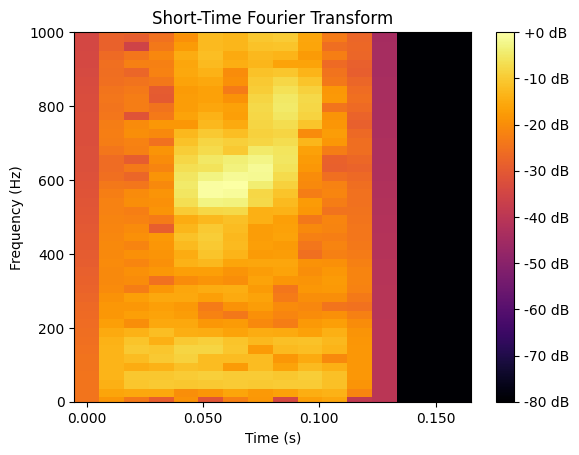 Short-Time Fourier Transform
1000
800
600
400
200
0
Frequency (Hz)
0.000
0.050
0.100
0.150
Time (s)
+0 dB
-10 dB
-20 dB
-30 dB
-40 dB
-50 dB
-60 dB
-70 dB
-80 dB